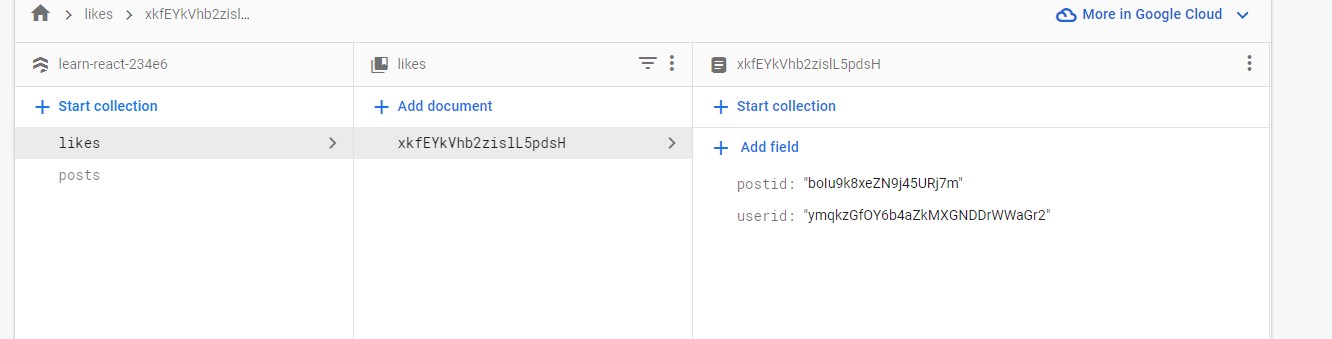 likes > xkfEYkVhb2zisl… More in Google Cloud
learn-react-234e6
Start collection
likes
posts
likes
Add document
xkfEYkVhb2zislL5pdsH
xkfEYkVhb2zislL5pdsH
Start collection
Add field
postid: "boIu9k8xeZN9j45URj7m"
userid: "ymqkzGfOY6b4aZkMXGNDDrWWaGr2"